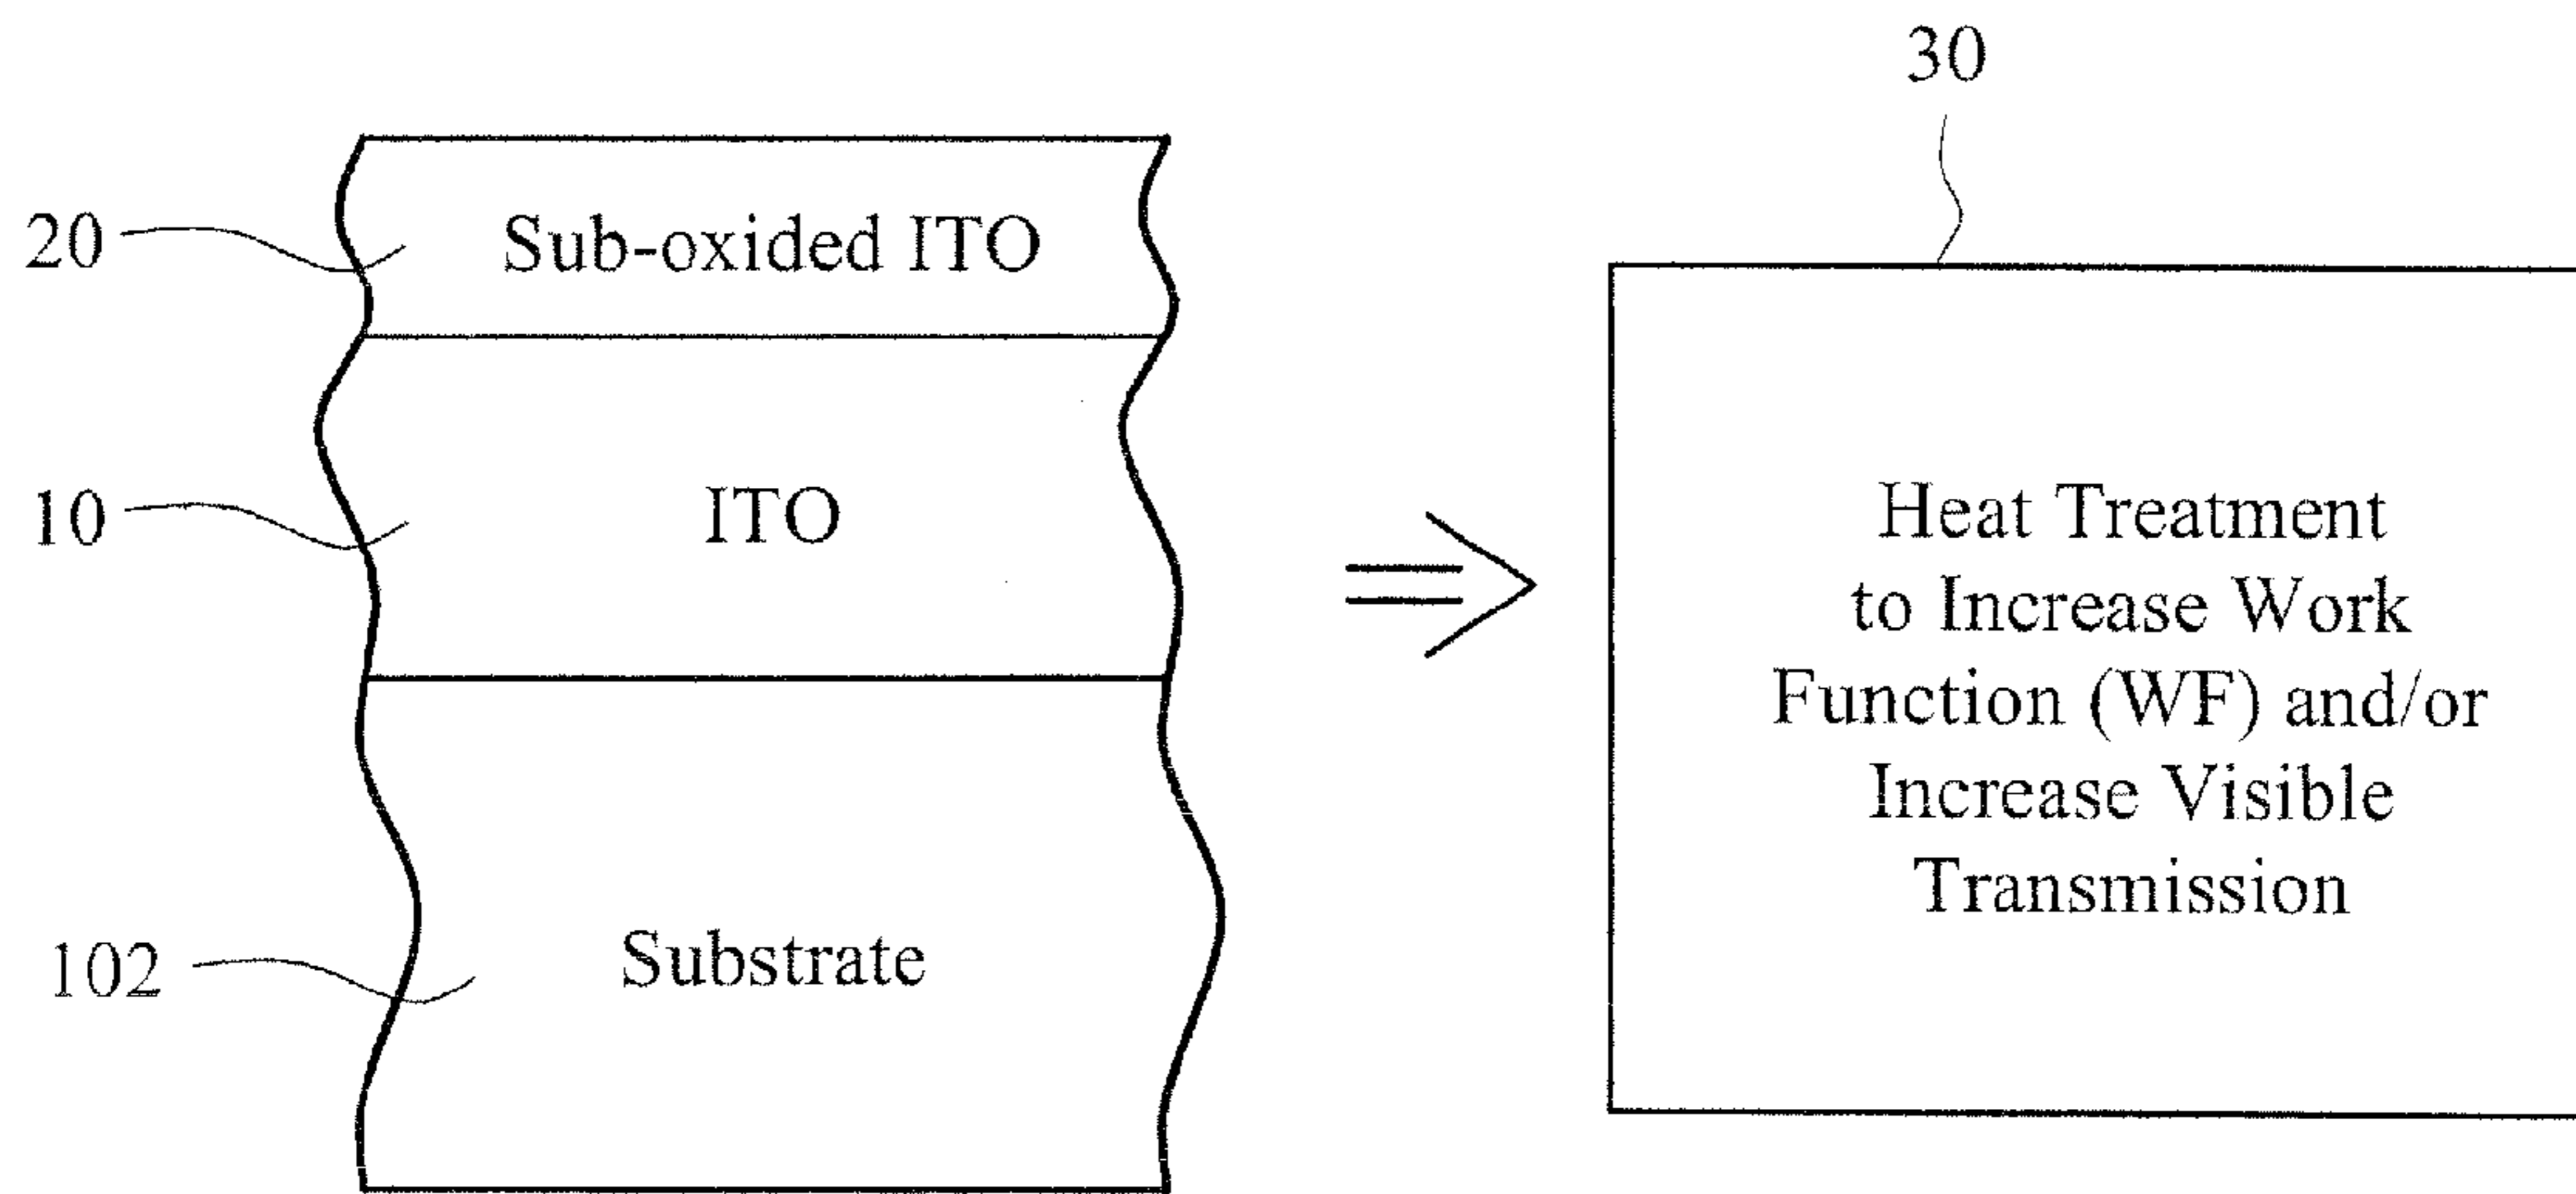 30
20
Sub-oxided ITO
10
ITO
102
Substrate
Heat Treatment
to Increase Work
Function (WF) and/or
Increase Visible
Transmission